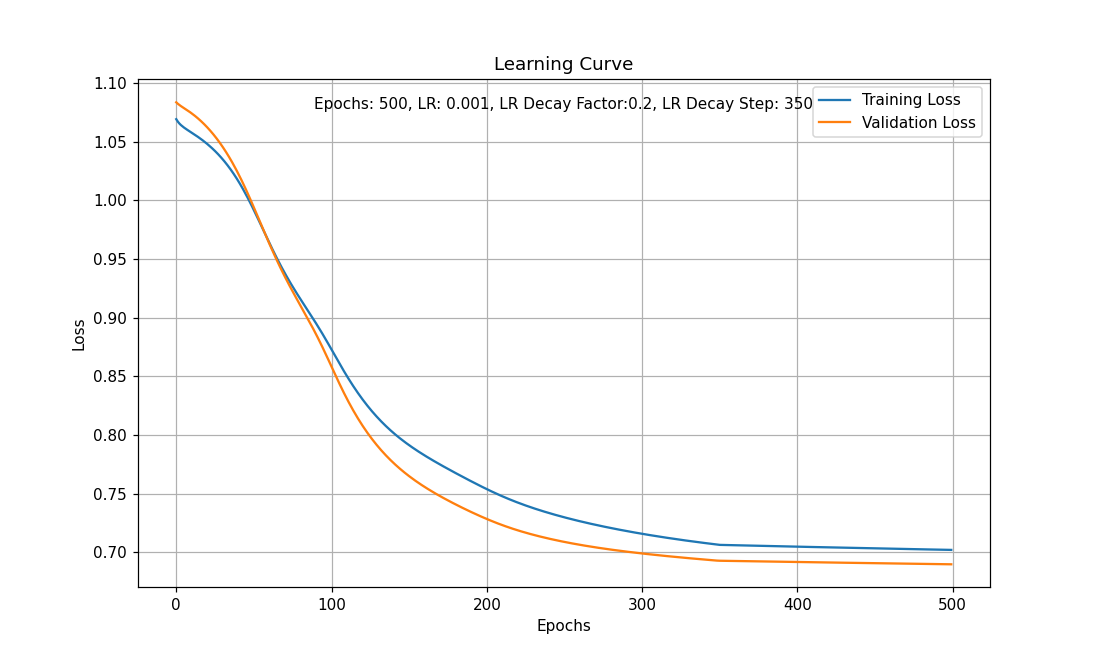 Learning Curve
Epochs: 500, LR: 0.001, LR Decay Factor:0.2, LR Decay Step: 350
Training Loss
Validation Loss
1.10
1.05
1.00
0.95
0.90
0.85
0.80
0.75
0.70
Loss
0 100 200 300 400 500
Epochs